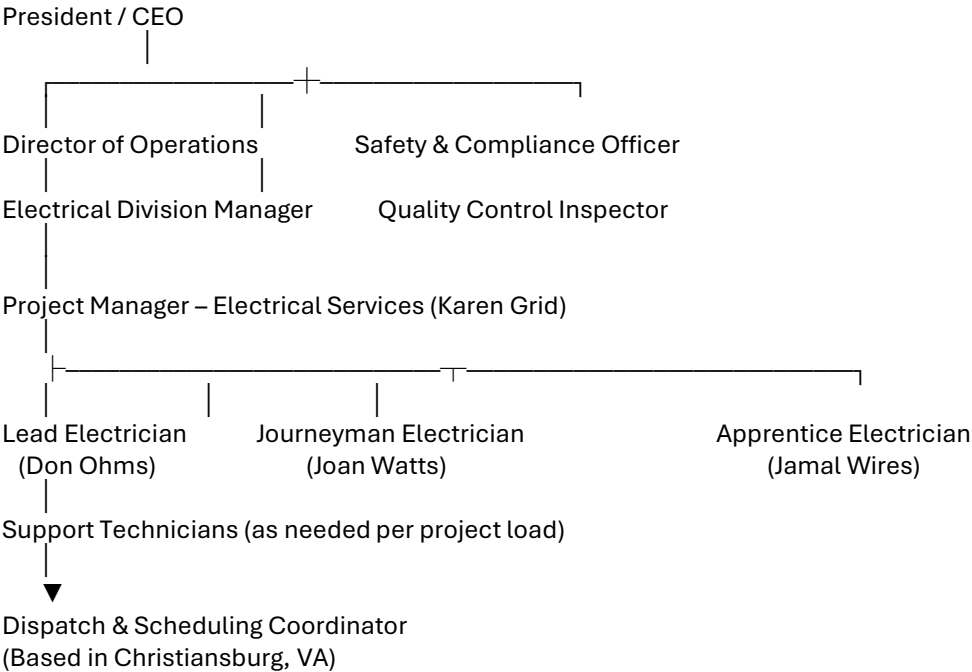 President / CEO
Director of Operations Safety & Compliance Officer
Electrical Division Manager Quality Control Inspector
Project Manager – Electrical Services (Karen Grid)
Lead Electrician Journeyman Electrician Apprentice Electrician
(Don Ohms) (Joan Watts) (Jamal Wires)
Support Technicians (as needed per project load)
Dispatch & Scheduling Coordinator
(Based in Christiansburg, VA)